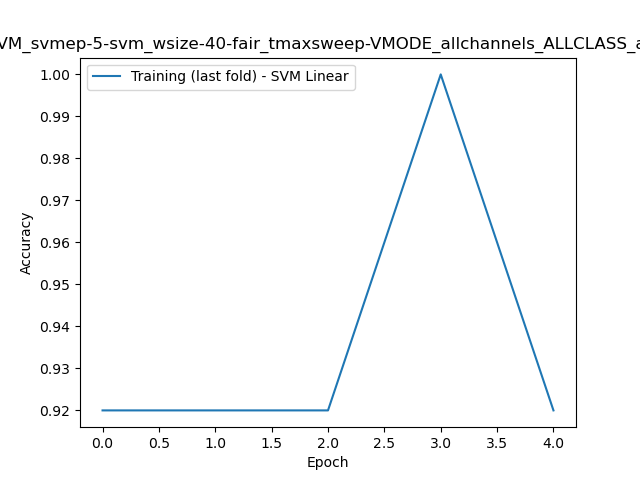 VM_svmep-5-svm_wsize-40-fair_tmaxsweep-VMODE_allchannels_ALLCLASS_a
Training (last fold) - SVM Linear
1.00
0.99
0.98
0.97
0.96
0.95
0.94
0.93
0.92
Accuracy
0.0 0.5 1.0 1.5 2.0 2.5 3.0 3.5 4.0
Epoch